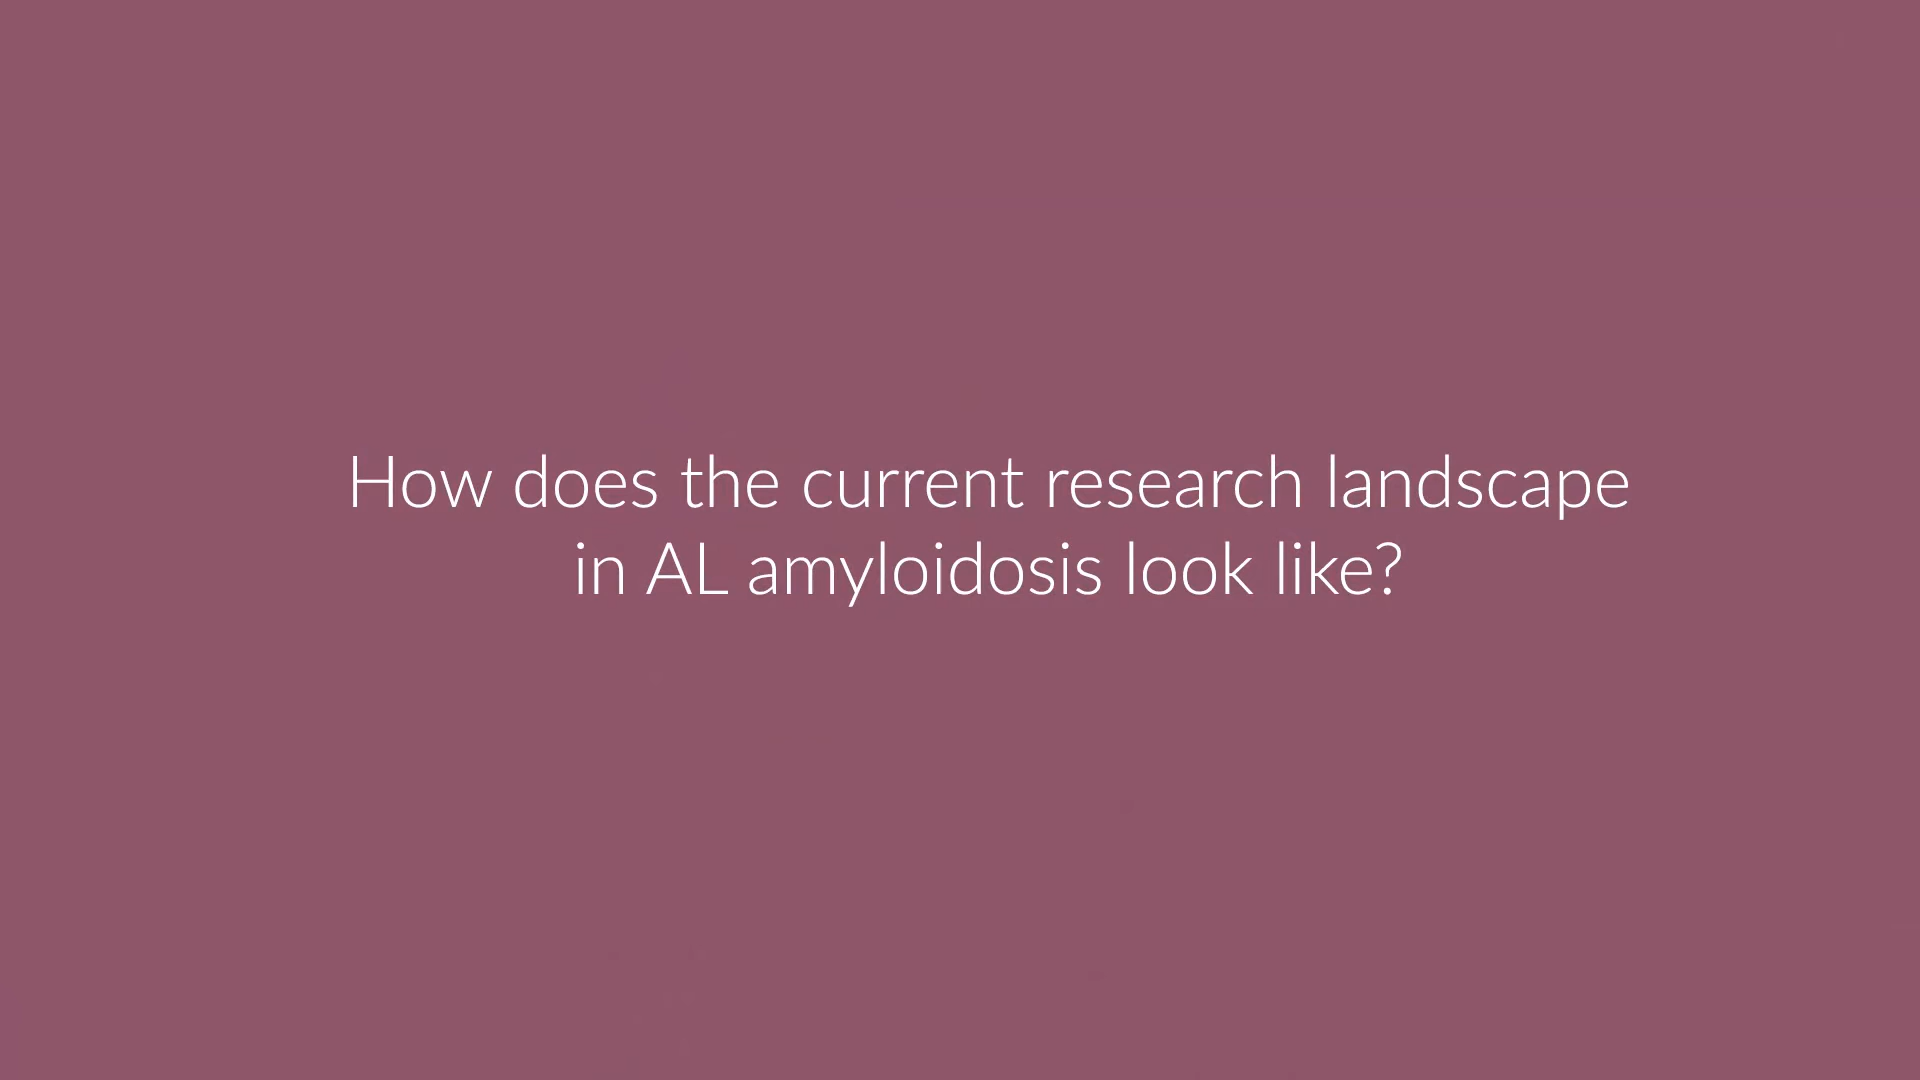 How does the current research landscape
in AL amyloidosis look like?